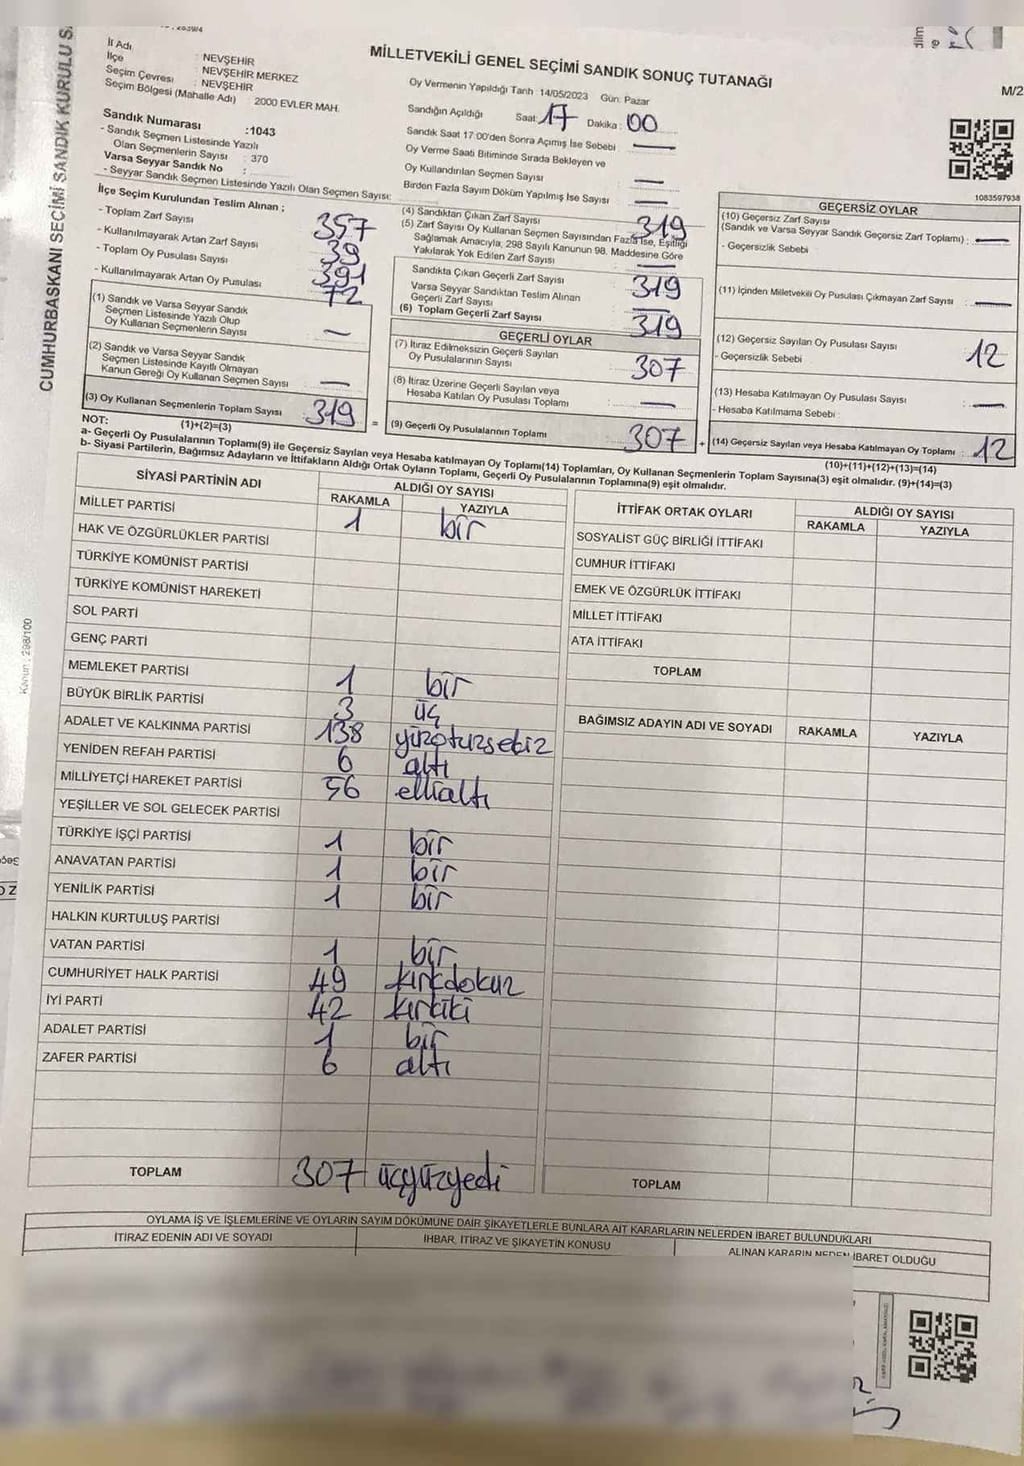 CUMHURBAŞKANI SEÇİMİ SANDIK KURULU S
MİLLETVEKİLİ GENEL SEÇİMİ SANDIK SONUÇ TUTANAĞI
M/2
İl Adı : NEVŞEHİR
İlçe : NEVŞEHİR MERKEZ
Seçim Çevresi : NEVŞEHİR
Seçim Bölgesi (Mahalle Adı) 2000 EVLER MAH.
Sandık Numarası :1043
- Sandık Seçmen Listesinde Yazılı
Olan Seçmenlerin Sayısı : 370
Varsa Seyyar Sandık No :
- Seyyar Sandık Seçmen Listesinde Yazılı Olan Seçmen Sayısı:
Oy Vermenin Yapıldığı Tarih :14/05/2023 Gün: Pazar
Sandığın Açıldığı Saat: 17 Dakika: 00
Sandık Saat 17:00'den Sonra Açılmış İse Sebebi —
Oy Verme Saati Bitiminde Sırada Bekleyen ve
Oy Kullandırılan Seçmen Sayısı —
Birden Fazla Sayım Döküm Yapılmış İse Sayısı —
1083597938
İlçe Seçim Kurulundan Teslim Alınan ;
- Toplam Zarf Sayısı 357
- Kullanılmayarak Artan Zarf Sayısı 39
- Toplam Oy Pusulası Sayısı 391
- Kullanılmayarak Artan Oy Pusulası 72
(1) Sandık ve Varsa Seyyar Sandık
Seçmen Listesinde Yazılı Olup
Oy Kullanan Seçmenlerin Sayısı —
(2) Sandık ve Varsa Seyyar Sandık
Seçmen Listesinde Kayıtlı Olmayan
Kanun Gereği Oy Kullanan Seçmen Sayısı —
(3) Oy Kullanan Seçmenlerin Toplam Sayısı : 319
(1)+(2)=(3)
(4) Sandıktan Çıkan Zarf Sayısı 319
(5) Zarf Sayısı Oy Kullanan Seçmen Sayısından Fazla İse, Eşitliği
Sağlamak Amacıyla, 298 Sayılı Kanunun 98. Maddesine Göre
Yakılarak Yok Edilen Zarf Sayısı —
Sandıkta Çıkan Geçerli Zarf Sayısı 319
Varsa Seyyar Sandıktan Teslim Alınan
Geçerli Zarf Sayısı —
(6) Toplam Geçerli Zarf Sayısı 319
GEÇERLİ OYLAR
(7) İtiraz Edilmeksizin Geçerli Sayılan
Oy Pusulalarının Sayısı 307
(8) İtiraz Üzerine Geçerli Sayılan veya
Hesaba Katılan Oy Pusulası Toplamı —
= (9) Geçerli Oy Pusulalarının Toplamı 307
GEÇERSİZ OYLAR
(10) Geçersiz Zarf Sayısı
(Sandık ve Varsa Seyyar Sandık Geçersiz Zarf Toplamı) : —
- Geçersizlik Sebebi
(11) İçinden Milletvekili Oy Pusulası Çıkmayan Zarf Sayısı —
(12) Geçersiz Sayılan Oy Pusulası Sayısı : 12
- Geçersizlik Sebebi
(13) Hesaba Katılmayan Oy Pusulası Sayısı : —
- Hesaba Katılmama Sebebi :
+ (14) Geçersiz Sayılan veya Hesaba Katılmayan Oy Toplamı : 12
(10)+(11)+(12)+(13)=(14)
NOT:
a- Geçerli Oy Pusulalarının Toplamı(9) ile Geçersiz Sayılan veya Hesaba katılmayan Oy Toplamı(14) Toplamları, Oy Kullanan Seçmenlerin Toplam Sayısına(3) eşit olmalıdır. (9)+(14)=(3)
b- Siyasi Partilerin, Bağımsız Adayların ve İttifakların Aldığı Ortak Oyların Toplamı, Geçerli Oy Pusulalarının Toplamına(9) eşit olmalıdır.
SİYASİ PARTİNİN ADI ALDIĞI OY SAYISI
RAKAMLA YAZIYLA
MİLLET PARTİSİ 1 bir
HAK VE ÖZGÜRLÜKLER PARTİSİ
TÜRKİYE KOMÜNİST PARTİSİ
TÜRKİYE KOMÜNİST HAREKETİ
SOL PARTİ
GENÇ PARTİ
MEMLEKET PARTİSİ 1 bir
BÜYÜK BİRLİK PARTİSİ 3 üç
ADALET VE KALKINMA PARTİSİ 138 yüzotuzsekiz
YENİDEN REFAH PARTİSİ 6 altı
MİLLİYETÇİ HAREKET PARTİSİ 56 ellialtı
YEŞİLLER VE SOL GELECEK PARTİSİ
TÜRKİYE İŞÇİ PARTİSİ 1 bir
ANAVATAN PARTİSİ 1 bir
YENİLİK PARTİSİ 1 bir
HALKIN KURTULUŞ PARTİSİ
VATAN PARTİSİ 1 bir
CUMHURİYET HALK PARTİSİ 49 kırkdokuz
İYİ PARTİ 42 kırkiki
ADALET PARTİSİ 1 bir
ZAFER PARTİSİ 6 altı
TOPLAM 307 üçyüzyedi
İTTİFAK ORTAK OYLARI ALDIĞI OY SAYISI
RAKAMLA YAZIYLA
SOSYALİST GÜÇ BİRLİĞİ İTTİFAKI
CUMHUR İTTİFAKI
EMEK VE ÖZGÜRLÜK İTTİFAKI
MİLLET İTTİFAKI
ATA İTTİFAKI
TOPLAM
BAĞIMSIZ ADAYIN ADI VE SOYADI RAKAMLA YAZIYLA
TOPLAM
OYLAMA İŞ VE İŞLEMLERİNE VE OYLARIN SAYIM DÖKÜMÜNE DAİR ŞİKAYETLERLE BUNLARA AİT KARARLARIN NELERDEN İBARET BULUNDUKLARI
İTİRAZ EDENİN ADI VE SOYADI İHBAR, İTİRAZ VE ŞİKAYETİN KONUSU ALINAN KARARIN NEDEN İBARET OLDUĞU
Kanun : 298/100